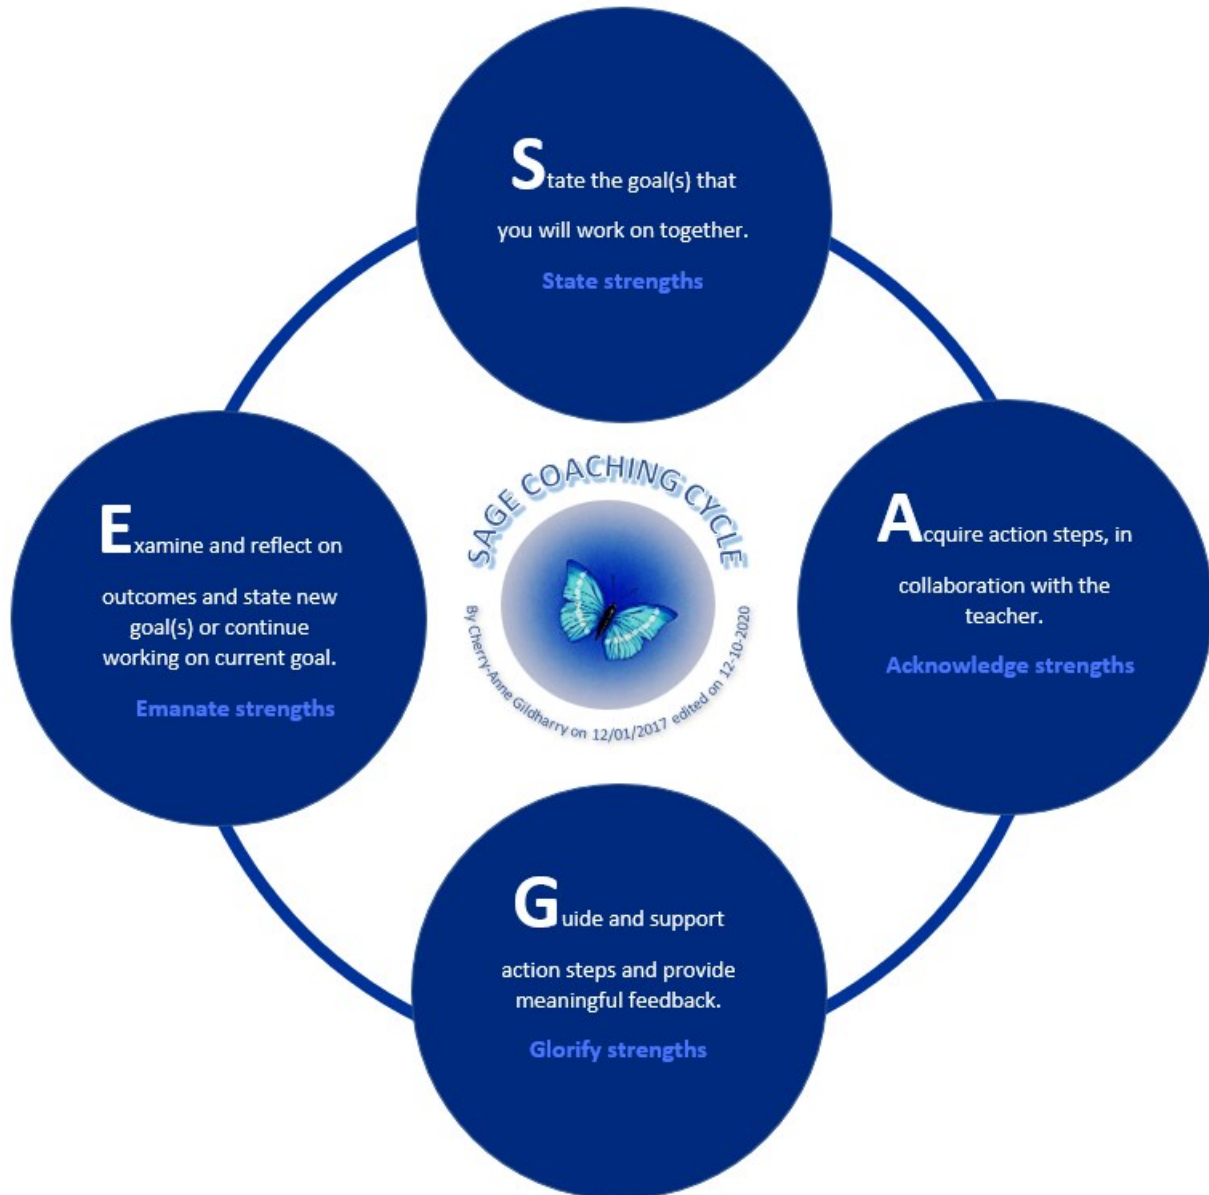 State the goal(s) that
you will work on together.
State strengths
Acquire action steps, in
collaboration with the
teacher.
Acknowledge strengths
Guide and support
action steps and provide
meaningful feedback.
Glorify strengths
Examine and reflect on
outcomes and state new
goal(s) or continue
working on current goal.
Emanate strengths
SAGE COACHING CYCLE
By Cherry-Anne Gildharry on 12/01/2017 edited on 12-10-2020